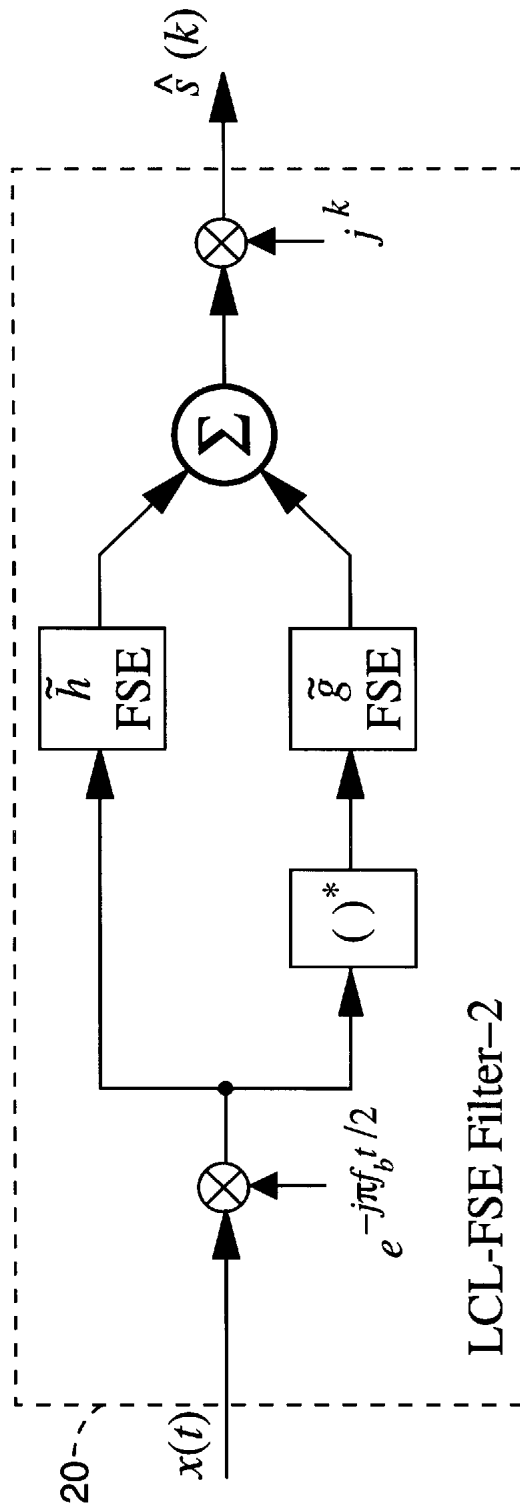 20
x(t)
e^{-jπf_b t/2}
( )*
h̃
FSE
g̃
FSE
Σ
j^k
ŝ(k)
LCL-FSE Filter–2